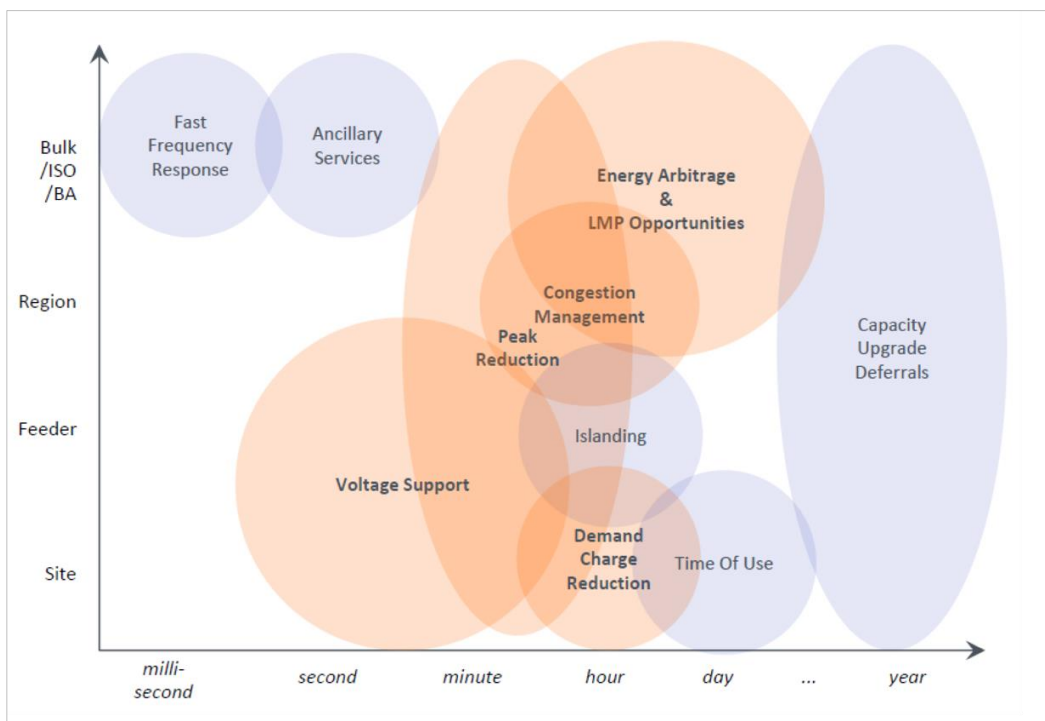 Fast
Frequency
Response
Ancillary
Services
Bulk
/ISO
/BA
Energy Arbitrage
&
LMP Opportunities
Region
Congestion
Management
Peak
Reduction
Capacity
Upgrade
Deferrals
Feeder
Islanding
Voltage Support
Demand
Charge
Reduction
Time Of Use
Site
milli-
second
second
minute
hour
day
...
year